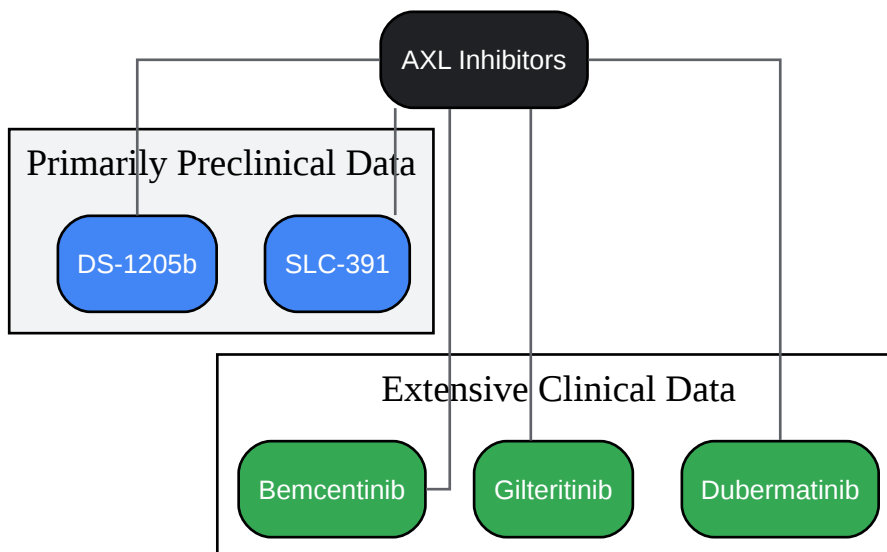 AXL Inhibitors
Primarily Preclinical Data
DS-1205b
SLC-391
Extensive Clinical Data
Bemcentinib
Gilteritinib
Dubermatinib